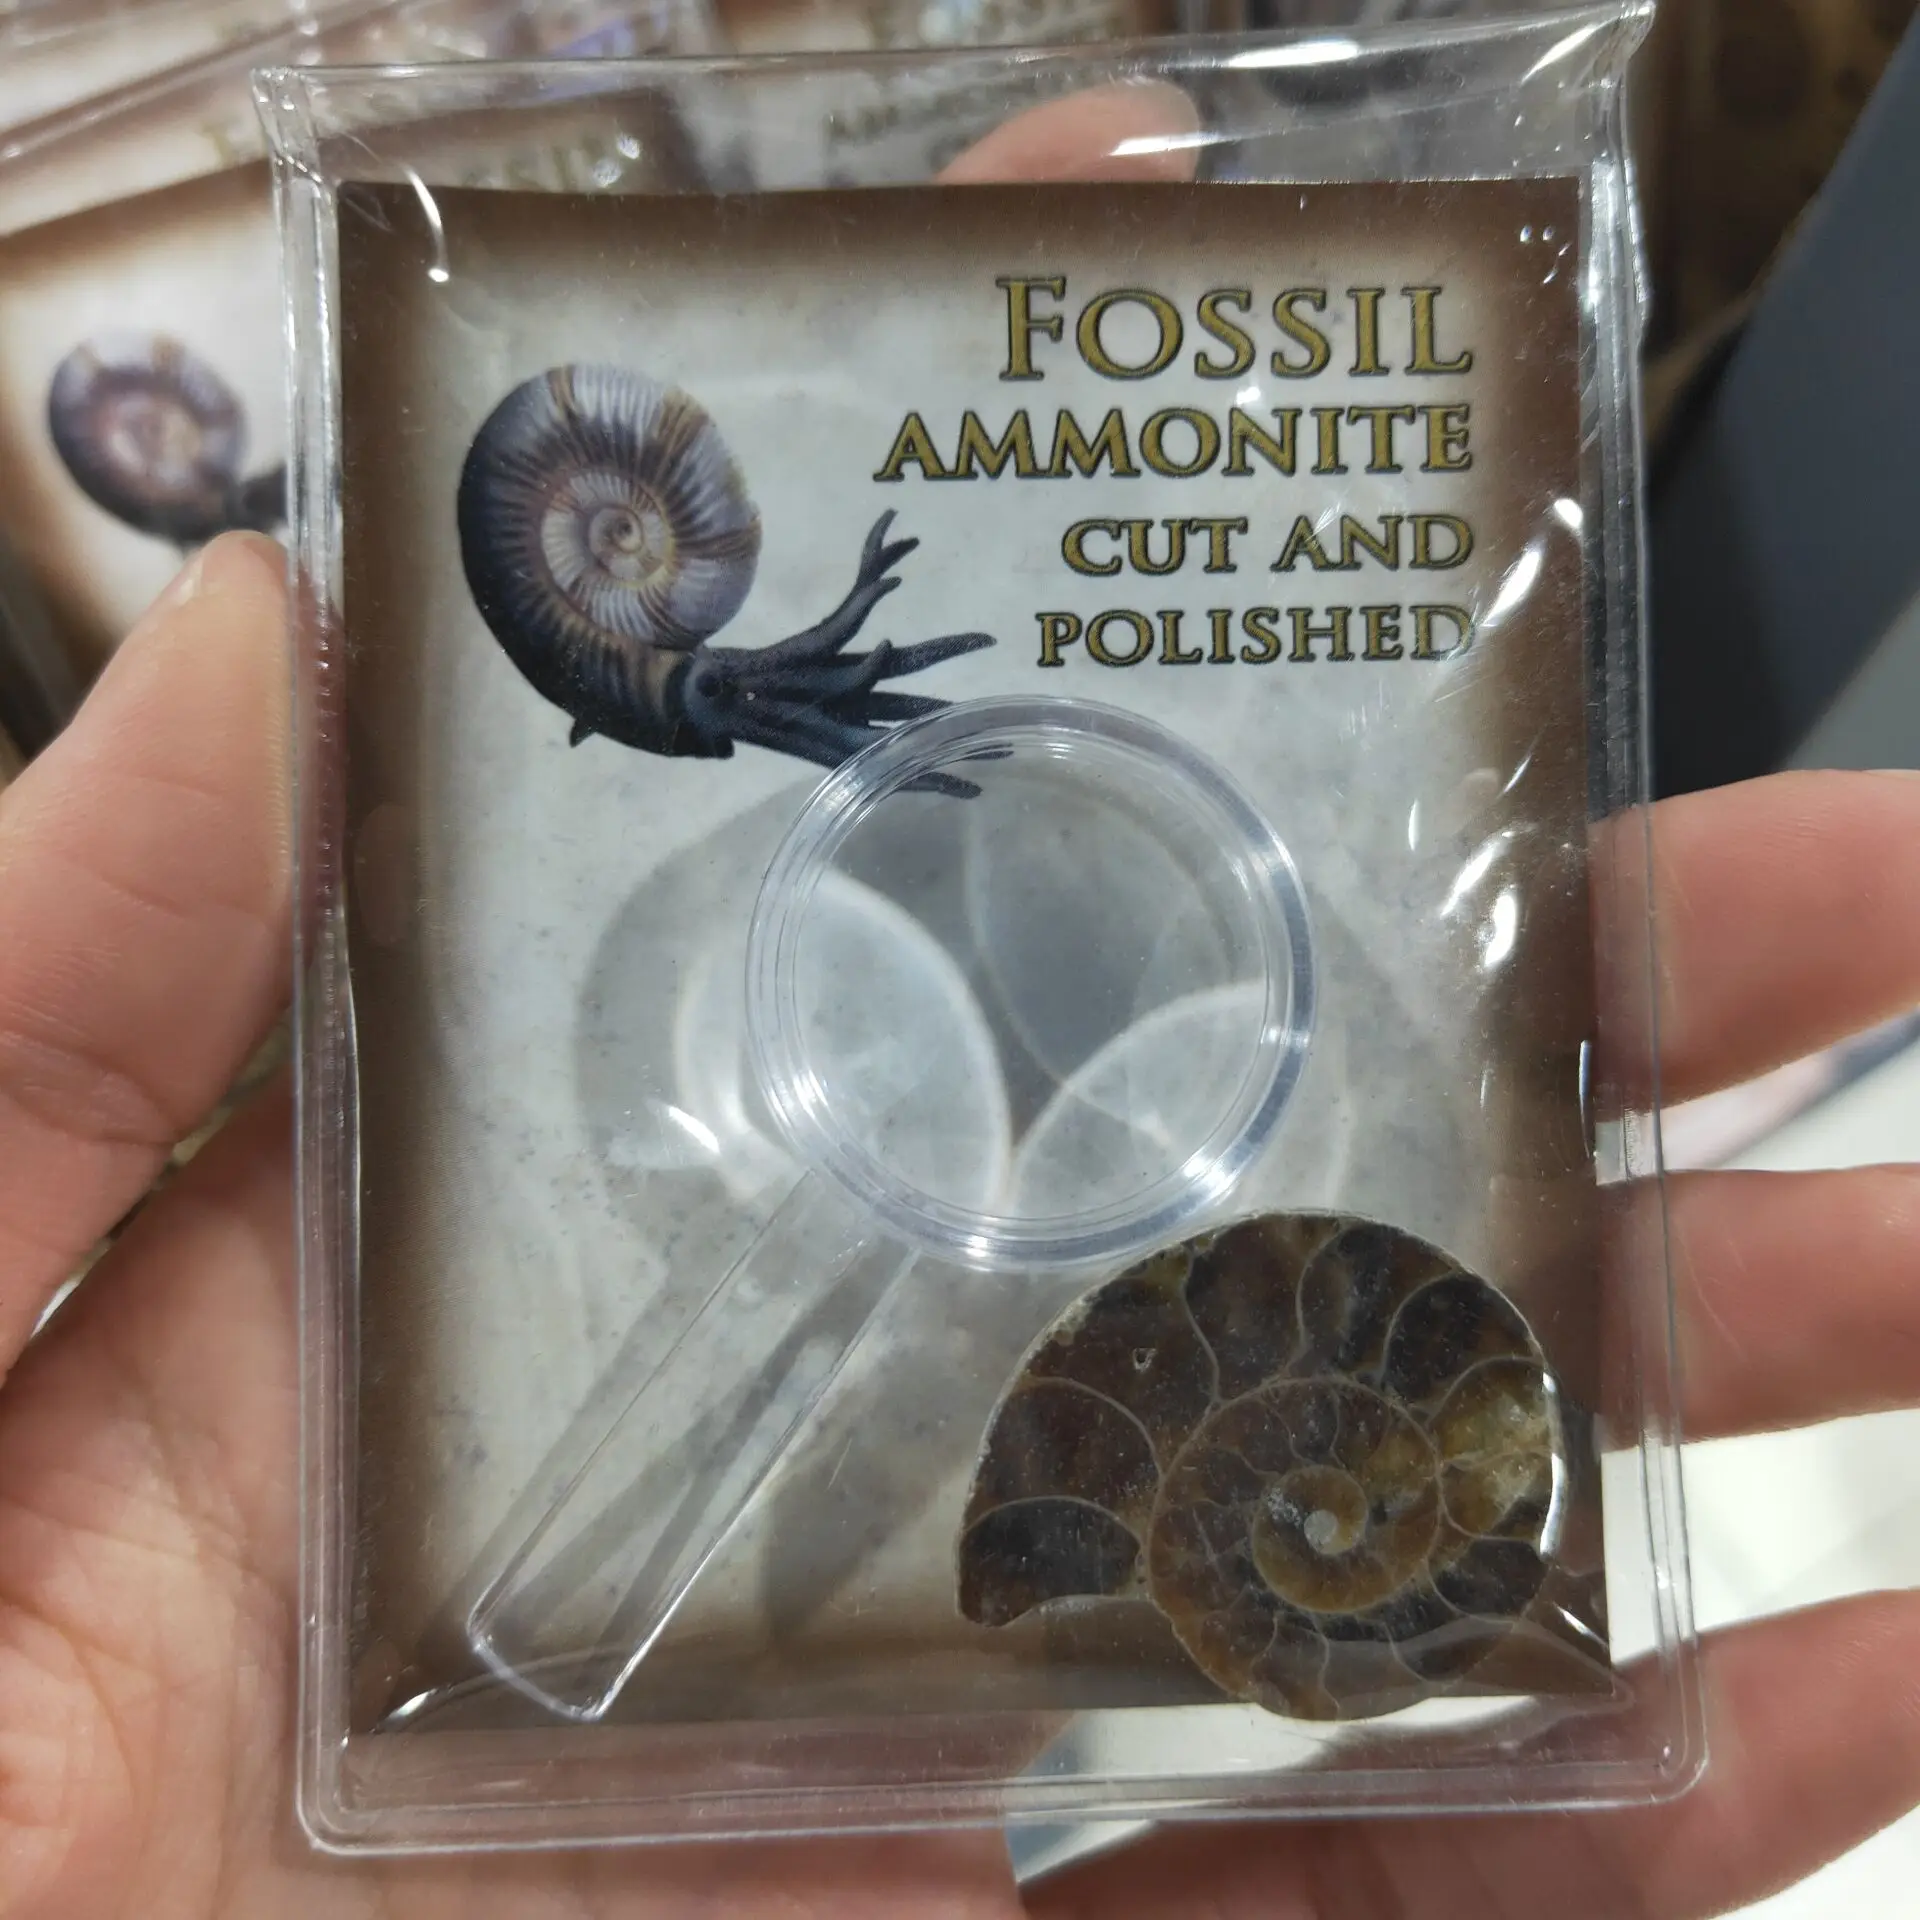 FOSSIL
AMMONITE
CUT AND
POLISHED